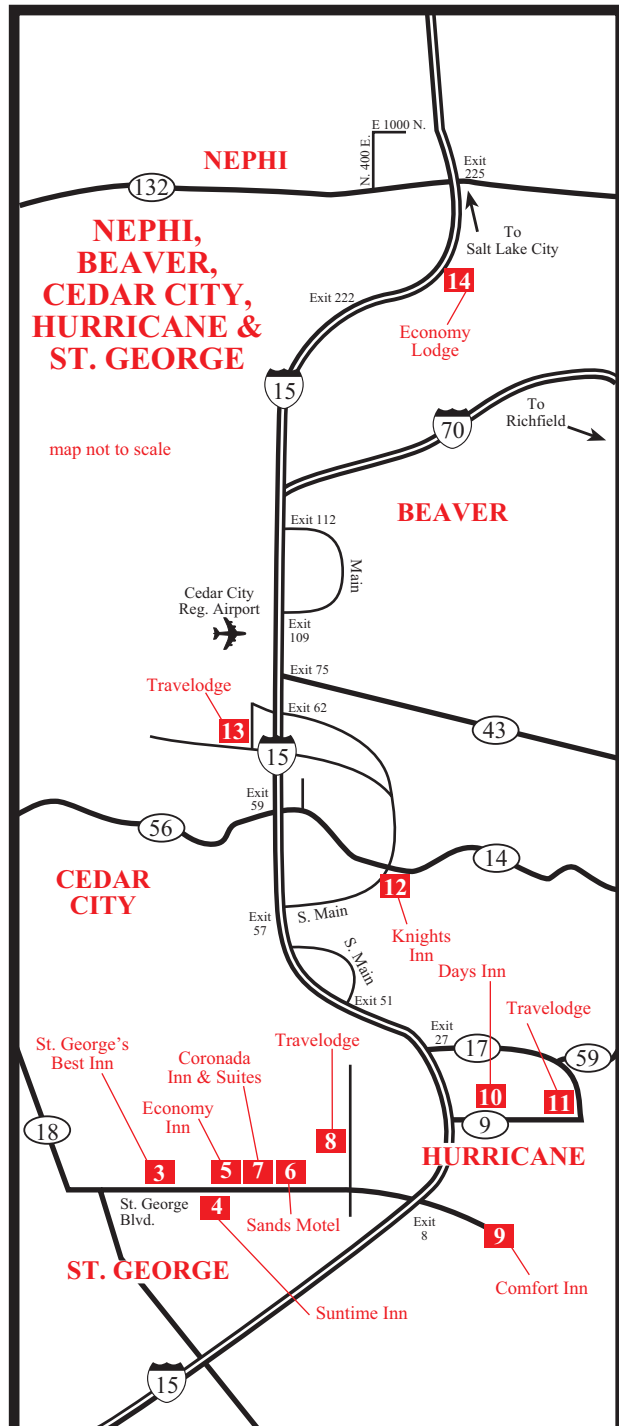 E 1000 N.
N. 400 E.
NEPHI
Exit
225
132
To
Salt Lake City
NEPHI,
BEAVER,
CEDAR CITY,
HURRICANE &
ST. GEORGE
14
Exit 222
Economy
Lodge
15
To
Richfield
70
map not to scale
BEAVER
Exit 112
Main
Cedar City
Reg. Airport
Exit
109
Exit 75
Travelodge
Exit 62
13
43
15
Exit
59
56
14
CEDAR
CITY
12
S. Main
Exit
57
Knights
Inn
S. Main
Days Inn
Exit 51
Travelodge
Exit
27
17
59
St. George's
Best Inn
Travelodge
Coronada
Inn & Suites
Economy
Inn
10
11
18
8
9
HURRICANE
3
5
7
6
St. George
Blvd.
4
Sands Motel
Exit
8
9
ST. GEORGE
Comfort Inn
Suntime Inn
15